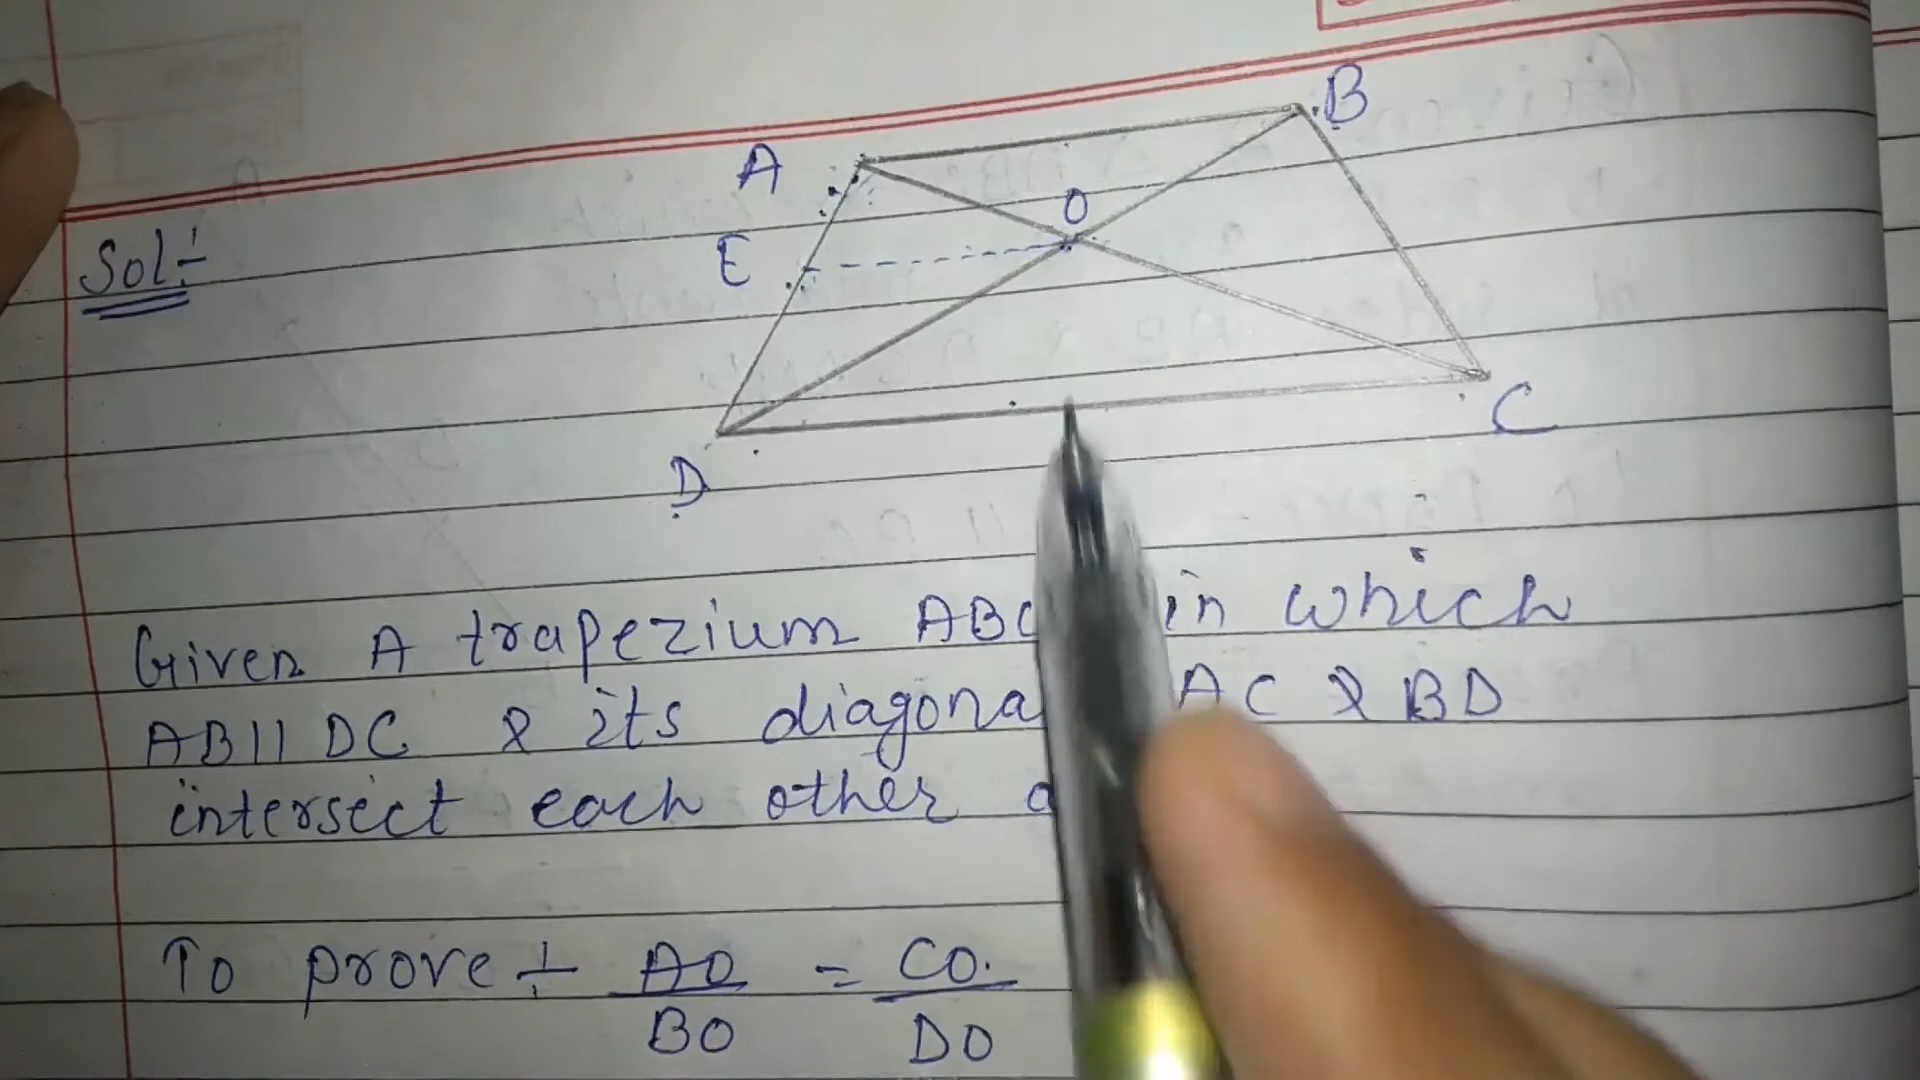 B
A
O
E
Sol:-
C
D
Given A trapezium ABC in which
AB || DC & its diagona AC & BD
intersect each other
To prove :- AO/BO = CO/DO